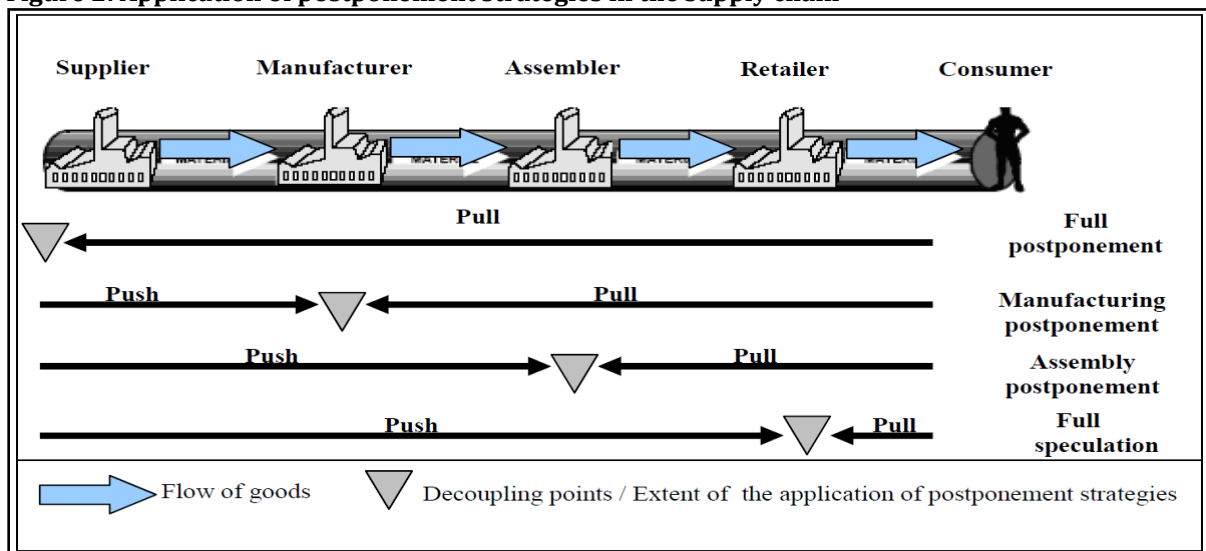 Supplier Manufacturer Assembler Retailer Consumer
Pull
Full
postponement
Push Pull
Manufacturing
postponement
Push Pull
Assembly
postponement
Push Pull
Full
speculation
Flow of goods
Decoupling points / Extent of the application of postponement strategies